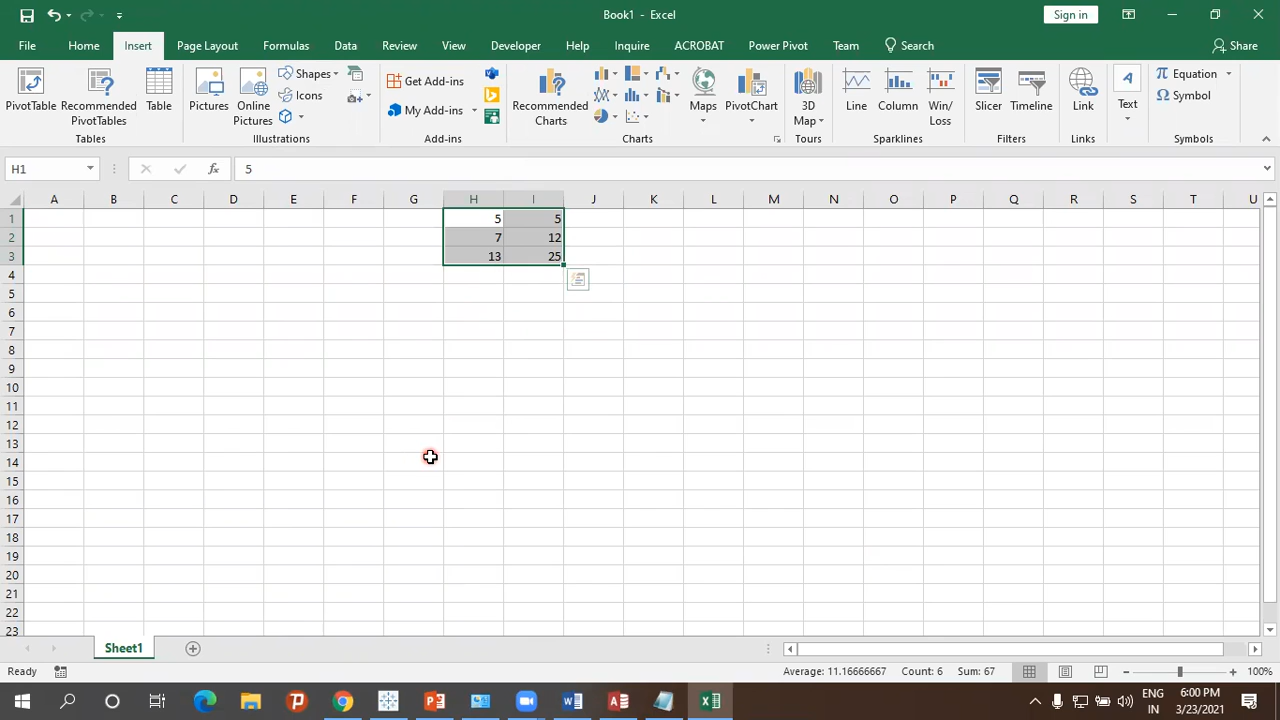 Book1 - Excel
Sign in
File Home Insert Page Layout Formulas Data Review View Developer Help Inquire ACROBAT Power Pivot Team Search Share
PivotTable Recommended PivotTables Table Pictures Online Pictures Shapes Icons Get Add-ins My Add-ins Recommended Charts Maps PivotChart 3D Map Line Column Win/Loss Slicer Timeline Link Text Equation Symbol
Tables Illustrations Add-ins Charts Tours Sparklines Filters Links Symbols
H1 fx 5
A B C D E F G H I J K L M N O P Q R S T U
1 5 5
2 7 12
3 13 25
4
5
6
7
8
9
10
11
12
13
14
15
16
17
18
19
20
21
22
23
Sheet1
Ready Average: 11.16666667 Count: 6 Sum: 67 100%
ENG 6:00 PM
IN 3/23/2021